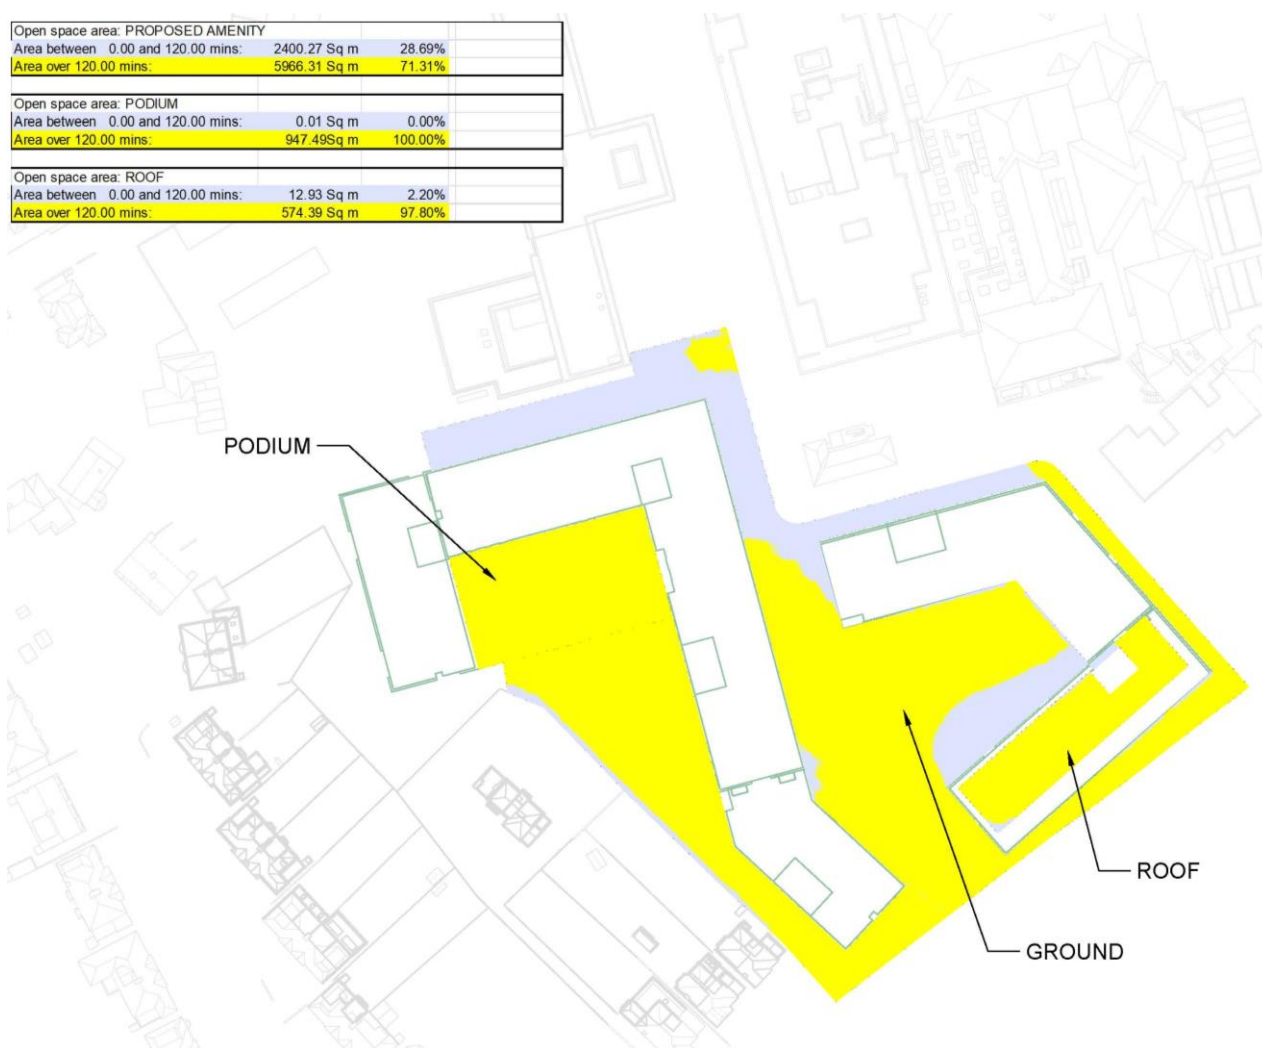 Open space area: PROPOSED AMENITY
Area between 0.00 and 120.00 mins: 2400.27 Sq m 28.69%
Area over 120.00 mins: 5966.31 Sq m 71.31%
Open space area: PODIUM
Area between 0.00 and 120.00 mins: 0.01 Sq m 0.00%
Area over 120.00 mins: 947.49Sq m 100.00%
Open space area: ROOF
Area between 0.00 and 120.00 mins: 12.93 Sq m 2.20%
Area over 120.00 mins: 574.39 Sq m 97.80%
PODIUM
ROOF
GROUND